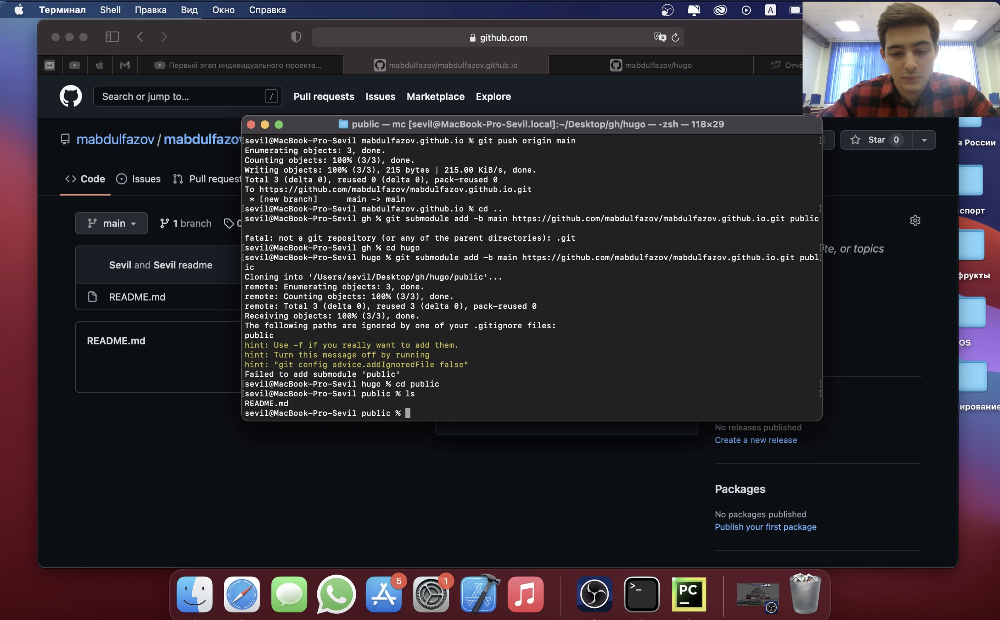 Терминал Shell Правка Вид Окно Справка
A
github.com
Первый этап индивидуального проекта...
mabdulfazov/mabdulfazov.github.io
mabdulfazov/hugo
Отчё
Search or jump to... /
Pull requests Issues Marketplace Explore
mabdulfazov / mabdulfazov
Star 0
Code Issues Pull request
main 1 branch 0
Sevil and Sevil readme
README.md
README.md
public — mc [sevil@MacBook-Pro-Sevil.local]:~/Desktop/gh/hugo — -zsh — 118×29
[sevil@MacBook-Pro-Sevil mabdulfazov.github.io % git push origin main ]
Enumerating objects: 3, done.
Counting objects: 100% (3/3), done.
Writing objects: 100% (3/3), 215 bytes | 215.00 KiB/s, done.
Total 3 (delta 0), reused 0 (delta 0), pack-reused 0
To https://github.com/mabdulfazov/mabdulfazov.github.io.git
* [new branch] main -> main
[sevil@MacBook-Pro-Sevil mabdulfazov.github.io % cd .. ]
sevil@MacBook-Pro-Sevil gh % git submodule add -b main https://github.com/mabdulfazov/mabdulfazov.github.io.git public
fatal: not a git repository (or any of the parent directories): .git
[sevil@MacBook-Pro-Sevil gh % cd hugo ]
[sevil@MacBook-Pro-Sevil hugo % git submodule add -b main https://github.com/mabdulfazov/mabdulfazov.github.io.git publ]
ic
Cloning into '/Users/sevil/Desktop/gh/hugo/public'...
remote: Enumerating objects: 3, done.
remote: Counting objects: 100% (3/3), done.
remote: Total 3 (delta 0), reused 3 (delta 0), pack-reused 0
Receiving objects: 100% (3/3), done.
The following paths are ignored by one of your .gitignore files:
public
hint: Use -f if you really want to add them.
hint: Turn this message off by running
hint: "git config advice.addIgnoredFile false"
Failed to add submodule 'public'
[sevil@MacBook-Pro-Sevil hugo % cd public ]
[sevil@MacBook-Pro-Sevil public % ls ]
README.md
sevil@MacBook-Pro-Sevil public %
ite, or topics
No releases published
Create a new release
Packages
No packages published
Publish your first package
я России
спорт
фрукты
OS
ирование
5
1
>_
PC